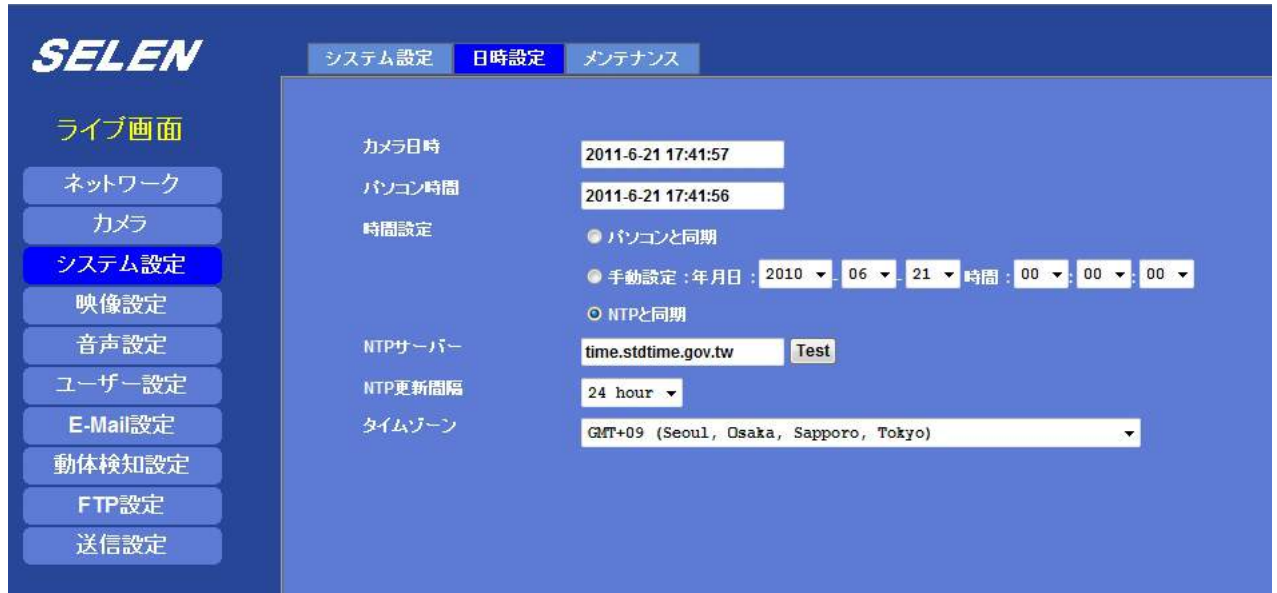 SELEN
システム設定 日時設定 メンテナンス
ライブ画面
ネットワーク
カメラ
システム設定
映像設定
音声設定
ユーザー設定
E-Mail設定
動体検知設定
FTP設定
送信設定
カメラ日時 2011-6-21 17:41:57
パソコン時間 2011-6-21 17:41:56
時間設定 パソコンと同期
手動設定 : 年月日 : 2010 - 06 - 21 時間 : 00 : 00 : 00
NTPと同期
NTPサーバー time.stdtime.gov.tw Test
NTP更新間隔 24 hour
タイムゾーン GMT+09 (Seoul, Osaka, Sapporo, Tokyo)